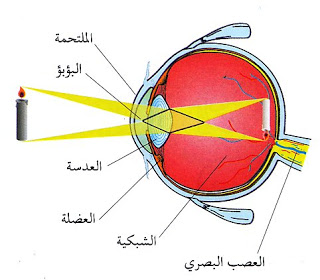 الملتحمة
البؤبؤ
العدسة
العضلة
الشبكية
العصب البصري